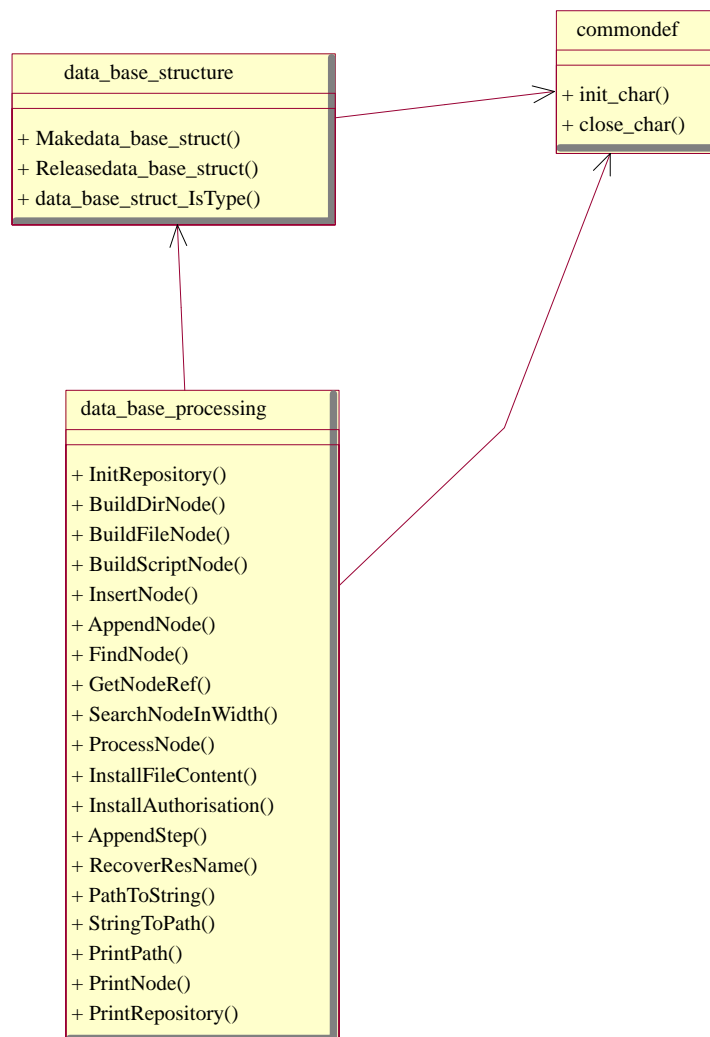 commondef
+ init_char()
+ close_char()
data_base_structure
+ Makedata_base_struct()
+ Releasedata_base_struct()
+ data_base_struct_IsType()
data_base_processing
+ InitRepository()
+ BuildDirNode()
+ BuildFileNode()
+ BuildScriptNode()
+ InsertNode()
+ AppendNode()
+ FindNode()
+ GetNodeRef()
+ SearchNodeInWidth()
+ ProcessNode()
+ InstallFileContent()
+ InstallAuthorisation()
+ AppendStep()
+ RecoverResName()
+ PathToString()
+ StringToPath()
+ PrintPath()
+ PrintNode()
+ PrintRepository()